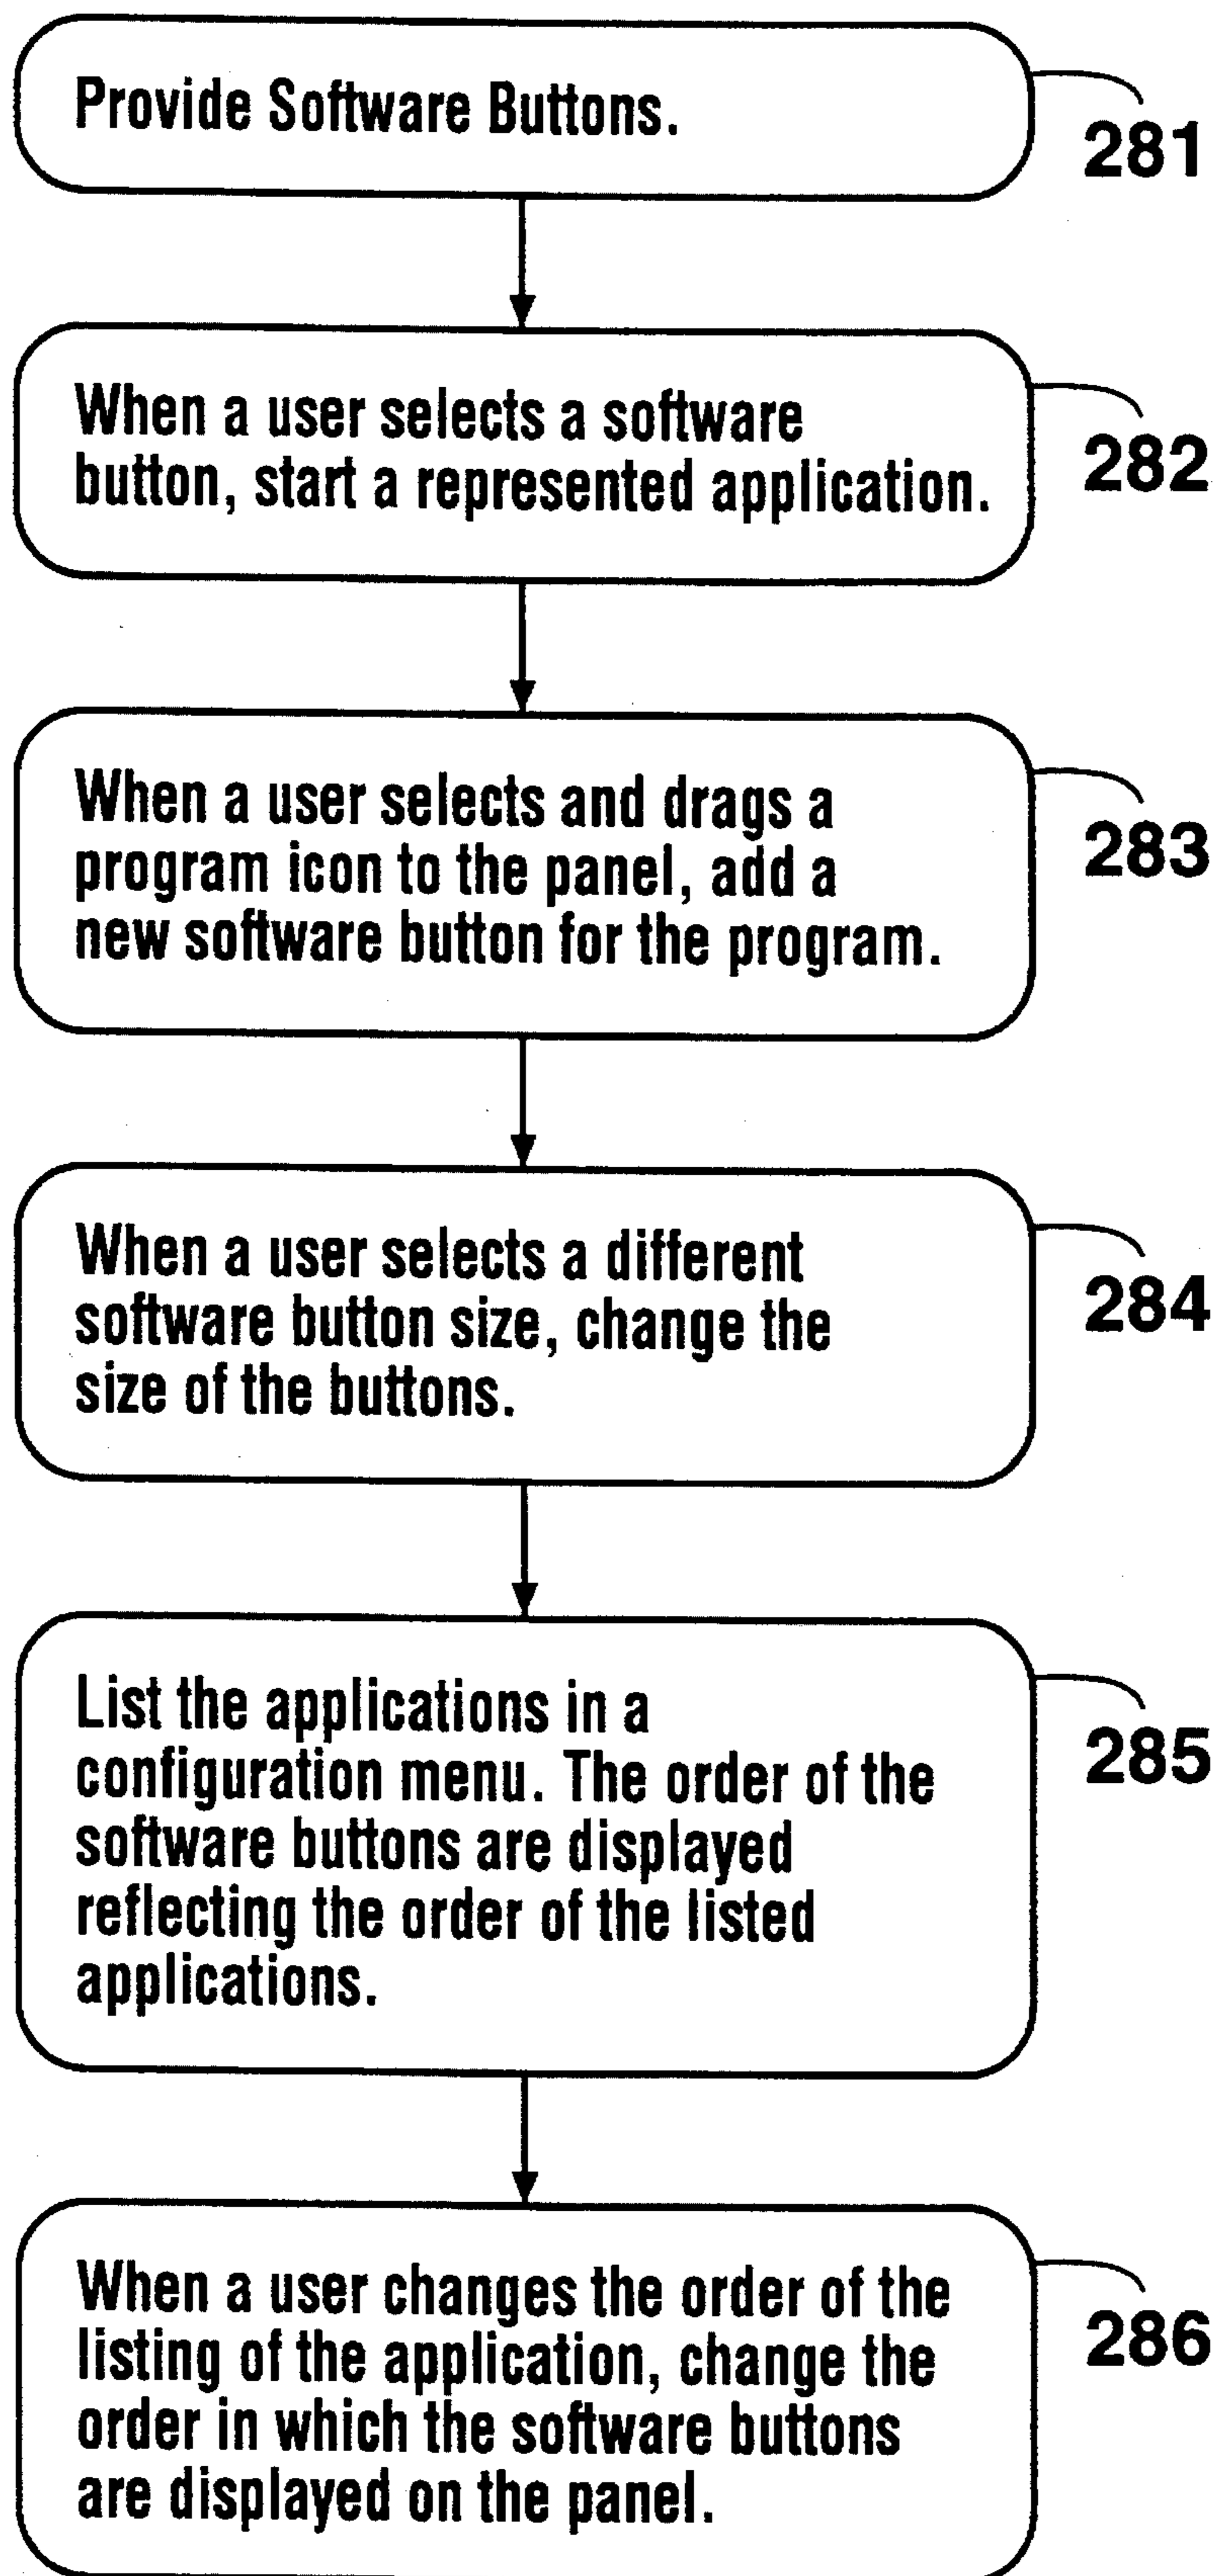 Provide Software Buttons.
281
When a user selects a software
button, start a represented application.
282
When a user selects and drags a
program icon to the panel, add a
new software button for the program.
283
When a user selects a different
software button size, change the
size of the buttons.
284
List the applications in a
configuration menu. The order of the
software buttons are displayed
reflecting the order of the listed
applications.
285
When a user changes the order of the
listing of the application, change the
order in which the software buttons
are displayed on the panel.
286